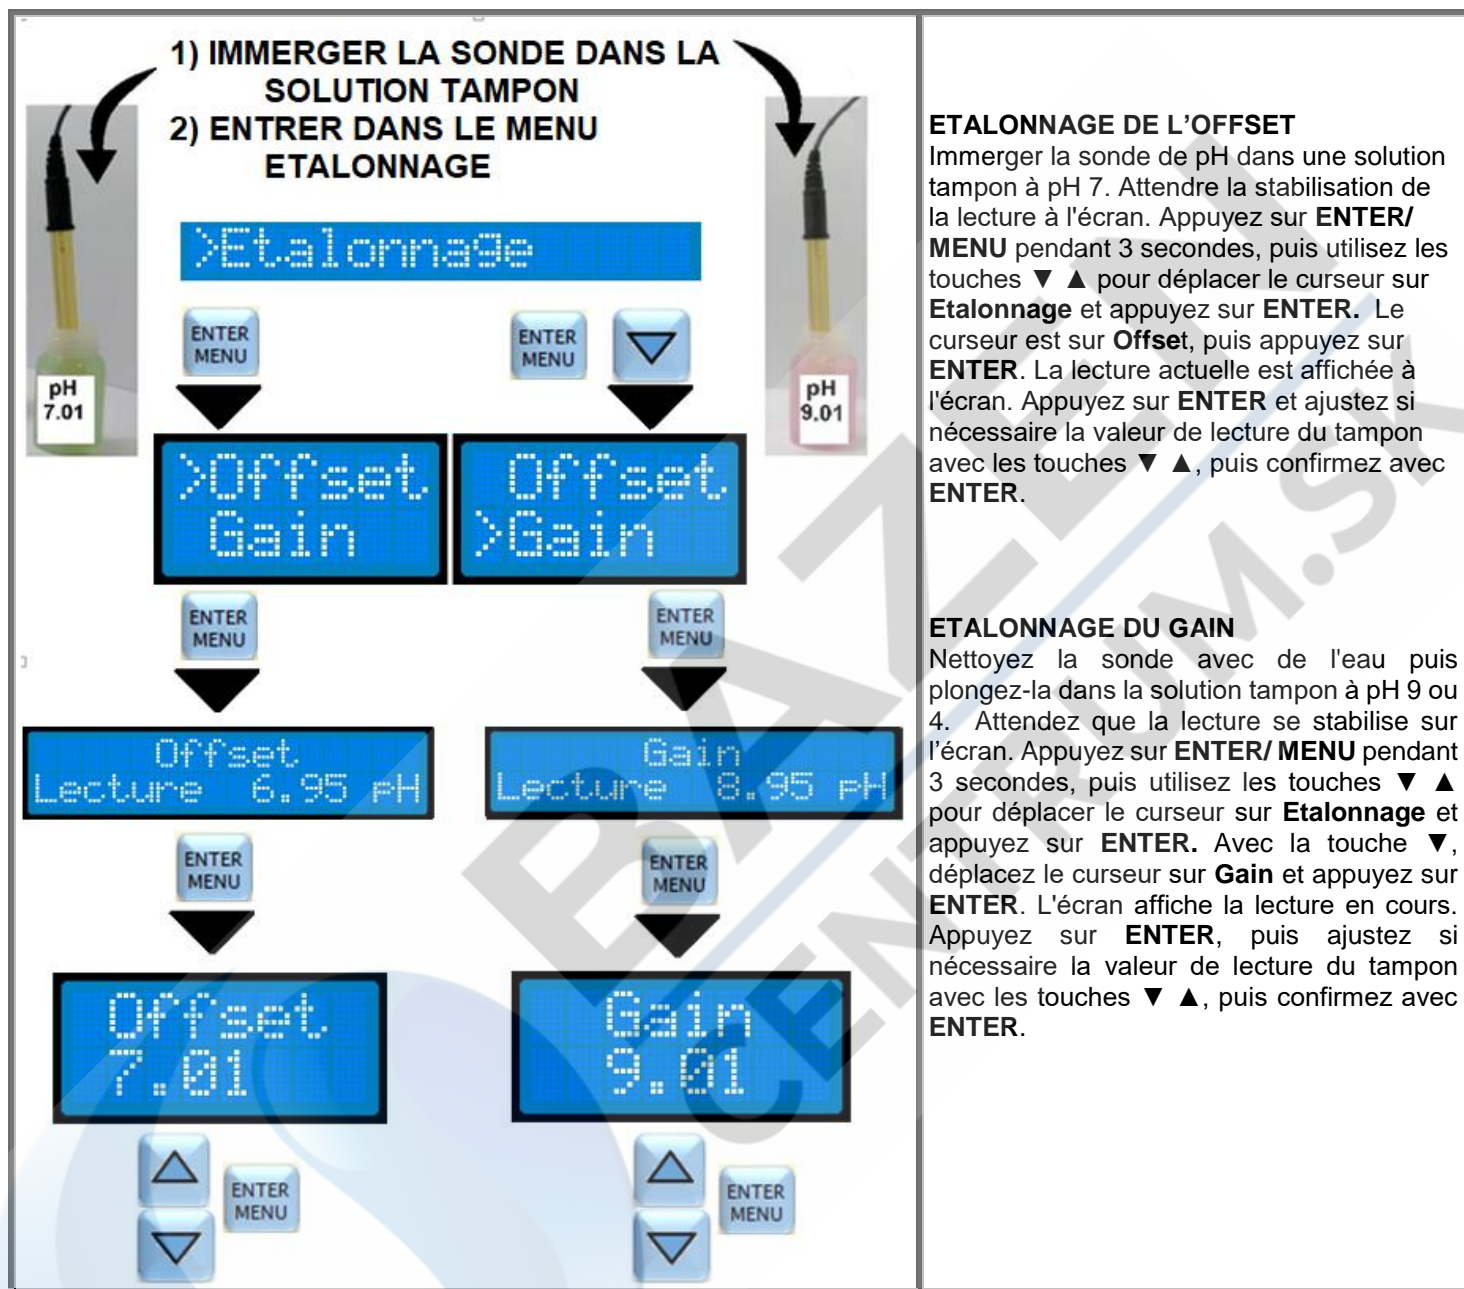 1) IMMERGER LA SONDE DANS LA
SOLUTION TAMPON
2) ENTRER DANS LE MENU
ETALONNAGE
>Etalonnage
ENTER
MENU
ENTER
MENU
pH
7.01
pH
9.01
>Offset
Gain
Offset
>Gain
ENTER
MENU
ENTER
MENU
Offset
Lecture 6.95 pH
Gain
Lecture 8.95 pH
ENTER
MENU
ENTER
MENU
Offset
7.01
Gain
9.01
ENTER
MENU
ENTER
MENU
ETALONNAGE DE L'OFFSET
Immerger la sonde de pH dans une solution
tampon à pH 7. Attendre la stabilisation de
la lecture à l'écran. Appuyez sur ENTER/
MENU pendant 3 secondes, puis utilisez les
touches ▼ ▲ pour déplacer le curseur sur
Etalonnage et appuyez sur ENTER. Le
curseur est sur Offset, puis appuyez sur
ENTER. La lecture actuelle est affichée à
l'écran. Appuyez sur ENTER et ajustez si
nécessaire la valeur de lecture du tampon
avec les touches ▼ ▲, puis confirmez avec
ENTER.
ETALONNAGE DU GAIN
Nettoyez la sonde avec de l'eau puis
plongez-la dans la solution tampon à pH 9 ou
4. Attendez que la lecture se stabilise sur
l'écran. Appuyez sur ENTER/ MENU pendant
3 secondes, puis utilisez les touches ▼ ▲
pour déplacer le curseur sur Etalonnage et
appuyez sur ENTER. Avec la touche ▼,
déplacez le curseur sur Gain et appuyez sur
ENTER. L'écran affiche la lecture en cours.
Appuyez sur ENTER, puis ajustez si
nécessaire la valeur de lecture du tampon
avec les touches ▼ ▲, puis confirmez avec
ENTER.
BAZEN
CENTRUM.SK